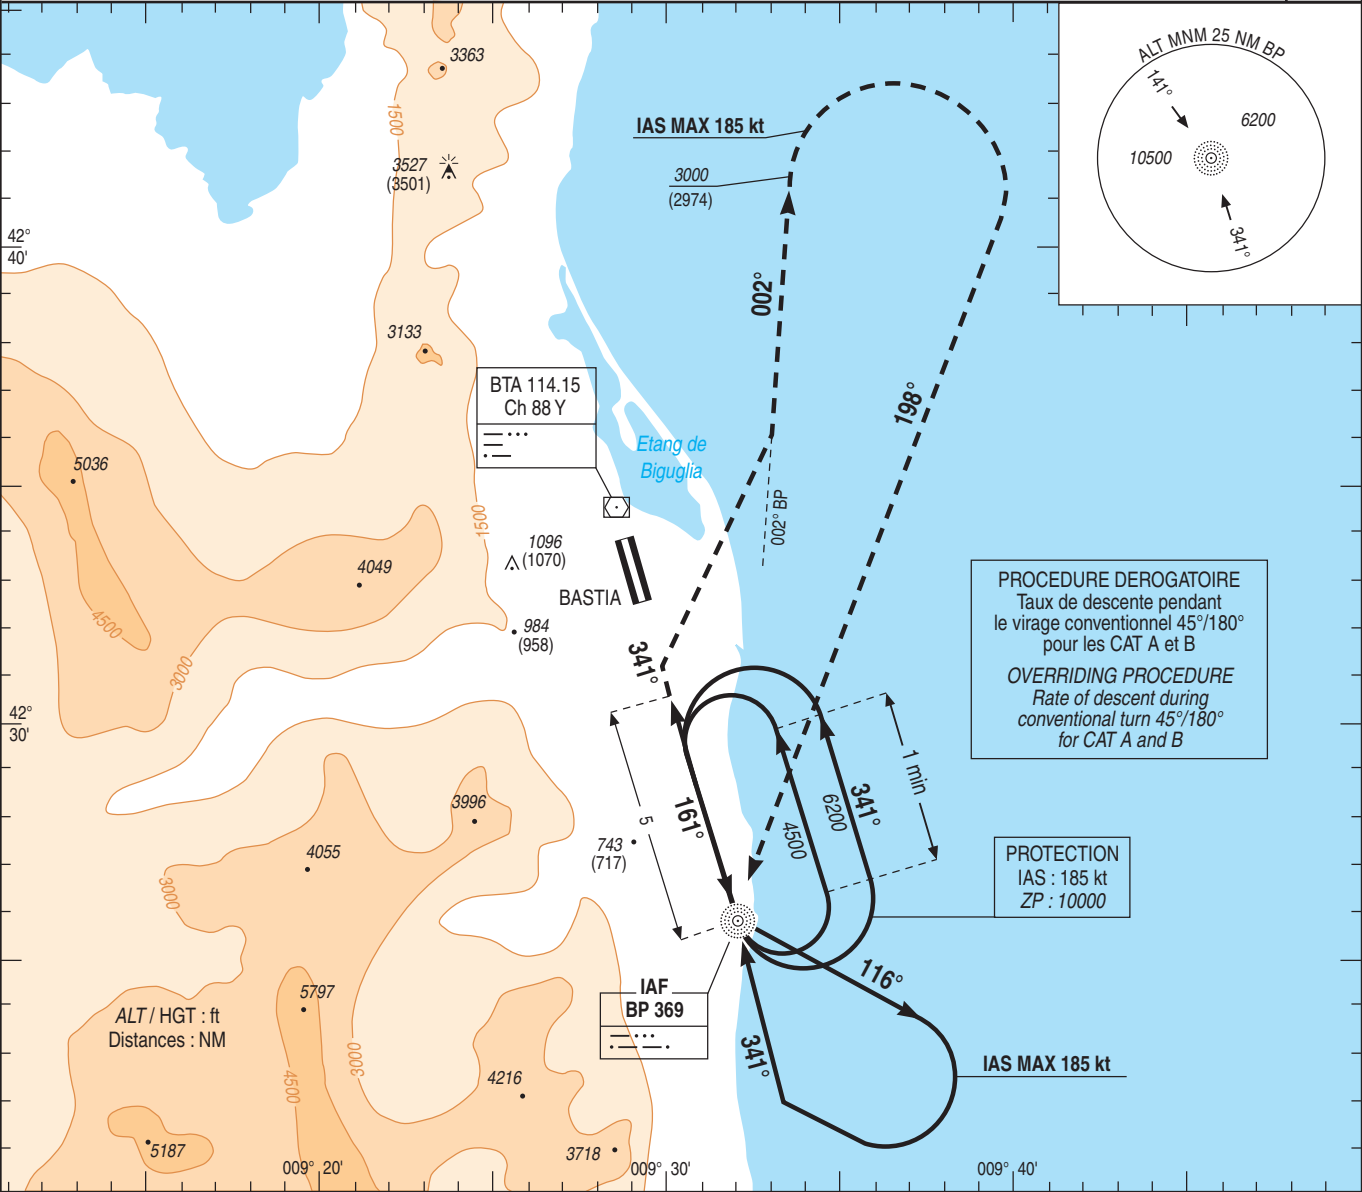 3363
1500
3527
(3501)
IAS MAX 185 kt
3000
(2974)
ALT MNM 25 NM BP
141°
6200
10500
341°
42°
40'
002°
3133
BTA 114.15
Ch 88 Y
198°
Etang de
Biguglia
5036
1500
002° BP
1096
(1070)
4049
BASTIA
4500
984
(958)
3000
341°
PROCEDURE DEROGATOIRE
Taux de descente pendant
le virage conventionnel 45°/180°
pour les CAT A et B
OVERRIDING PROCEDURE
Rate of descent during
conventional turn 45°/180°
for CAT A and B
42°
30'
1 min
3996
161°
5
4500
6200
341°
743
(717)
4055
3000
PROTECTION
IAS : 185 kt
ZP : 10000
116°
IAF
BP 369
5797
ALT / HGT : ft
Distances : NM
3000
4500
341°
IAS MAX 185 kt
4216
5187
3718
009° 20'
009° 30'
009° 40'